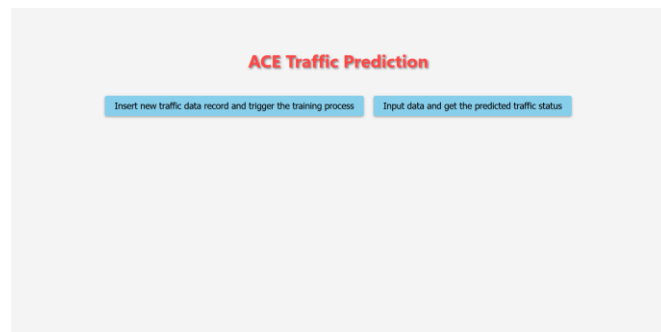 ACE Traffic Prediction
Insert new traffic data record and trigger the training process
Input data and get the predicted traffic status